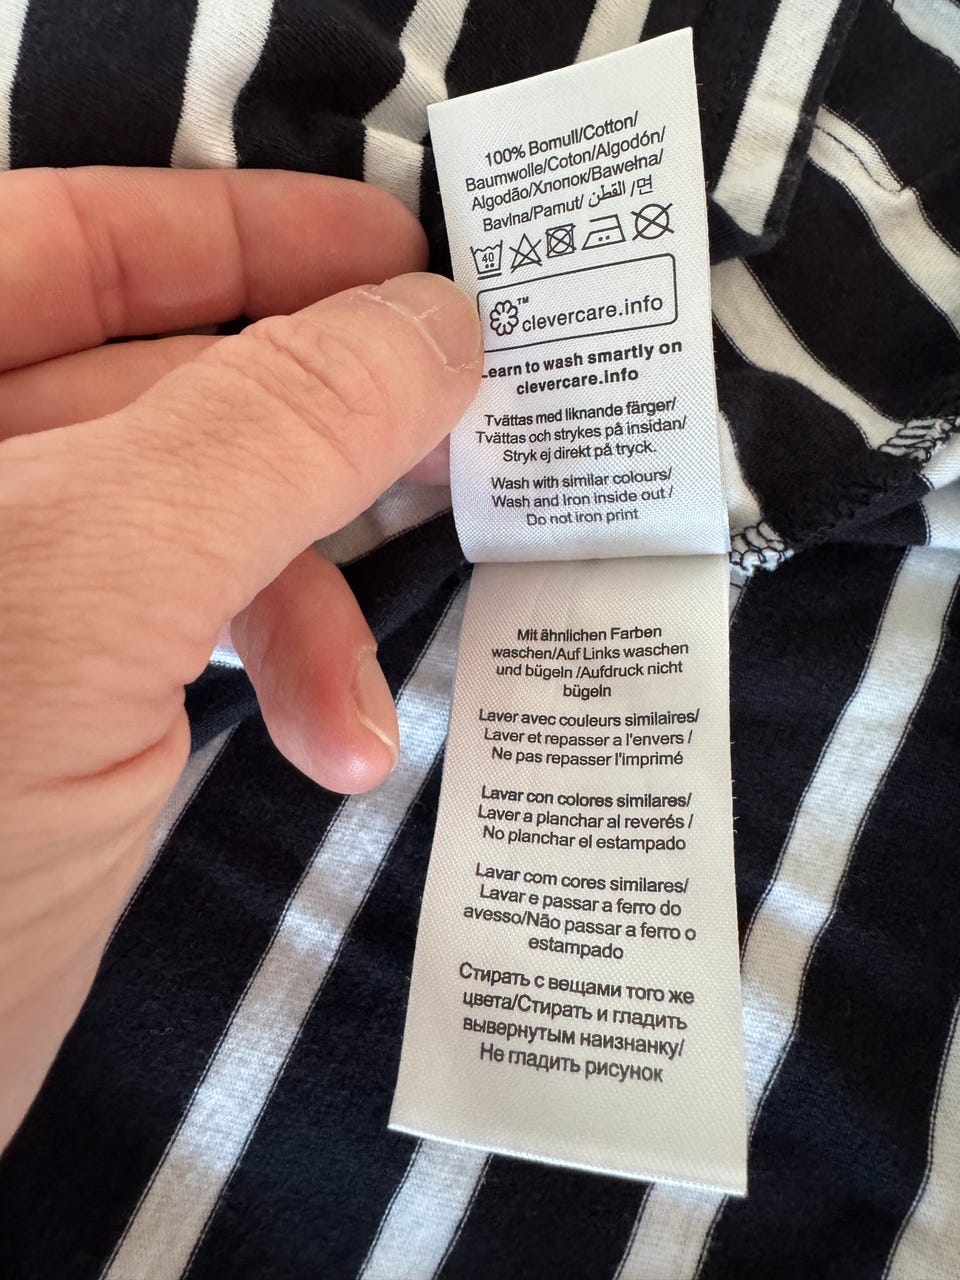 100% Bomull/Cotton/
Baumwolle/Coton/Algodón/
Algodão/Хлопок/Bawełna/
Bavlna/Pamut/ القطن /면
40
™
clevercare.info
Learn to wash smartly on
clevercare.info
Tvättas med liknande färger/
Tvättas och strykes på insidan/
Stryk ej direkt på tryck.
Wash with similar colours/
Wash and Iron inside out /
Do not iron print
Mit ähnlichen Farben
waschen/Auf Links waschen
und bügeln /Aufdruck nicht
bügeln
Laver avec couleurs similaires/
Laver et repasser a l'envers /
Ne pas repasser l'imprimé
Lavar con colores similares/
Laver a planchar al reverés /
No planchar el estampado
Lavar com cores similares/
Lavar e passar a ferro do
avesso/Não passar a ferro o
estampado
Стирать с вещами того же
цвета/Стирать и гладить
вывернутым наизнанку/
Не гладить рисунок